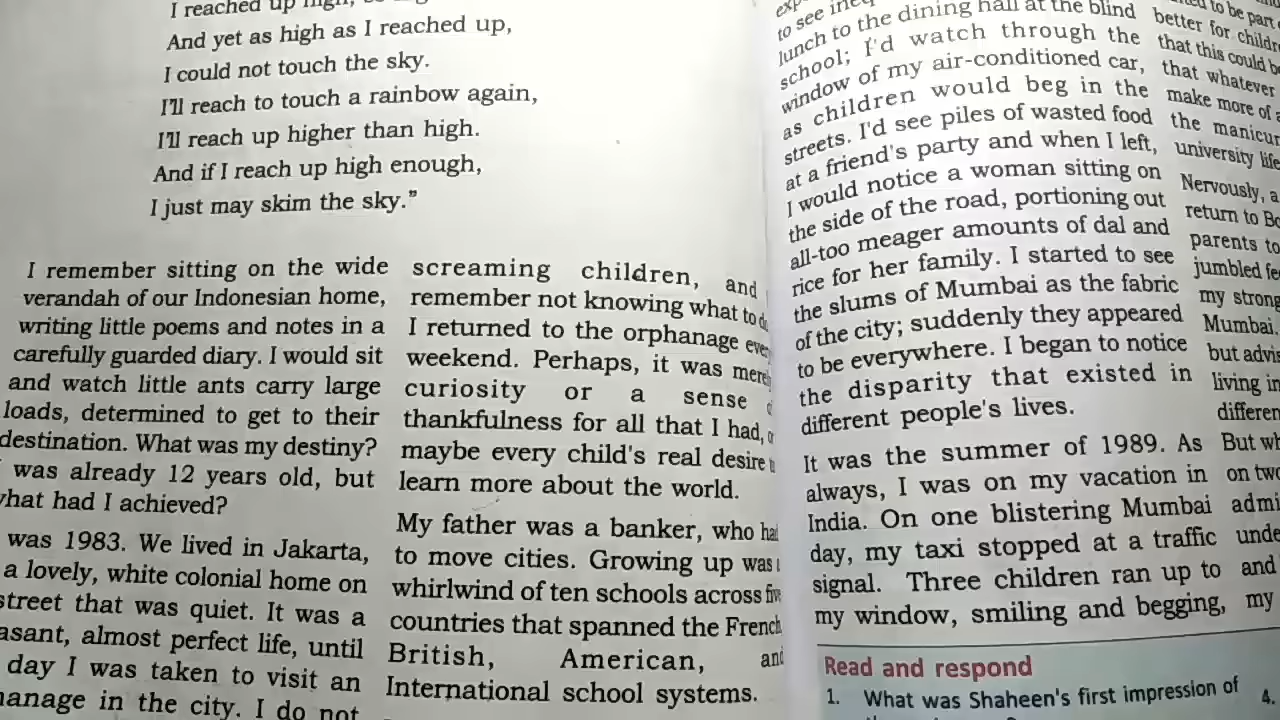 I reached up
And yet as high as I reached up,
I could not touch the sky.
I'll reach to touch a rainbow again,
I'll reach up higher than high.
And if I reach up high enough,
I just may skim the sky."
I remember sitting on the wide
verandah of our Indonesian home,
writing little poems and notes in a
carefully guarded diary. I would sit
and watch little ants carry large
loads, determined to get to their
destination. What was my destiny?
was already 12 years old, but
had I achieved?
was 1983. We lived in Jakarta,
a lovely, white colonial home on
street that was quiet. It was a
almost perfect life, until
day I was taken to visit an
in the city. I do not
screaming children, and
remember not knowing what to
I returned to the orphanage
weekend. Perhaps, it was
curiosity or a sense
thankfulness for all that I had,
maybe every child's real desire
learn more about the world.
My father was a banker, who
to move cities. Growing up was
whirlwind of ten schools across
countries that spanned the French
British, American, and
International school systems.
to see
lunch to the dining hall at the blind
school; I'd watch through the
window of my air-conditioned car,
as children would beg in the
streets. I'd see piles of wasted food
at a friend's party and when I left,
I would notice a woman sitting on
the side of the road, portioning out
all-too meager amounts of dal and
rice for her family. I started to see
the slums of Mumbai as the fabric
of the city; suddenly they appeared
to be everywhere. I began to notice
the disparity that existed in
different people's lives.
It was the summer of 1989. As
always, I was on my vacation in
India. On one blistering Mumbai
day, my taxi stopped at a traffic
signal. Three children ran up to
my window, smiling and begging,
Read and respond
1. What was Shaheen's first impression of
to be part
better for
that this could
that whatever
make more of
the
university life
Nervously,
return to
parents to
jumbled
my
Mumbai
but
living in
But
on
and
my
4.